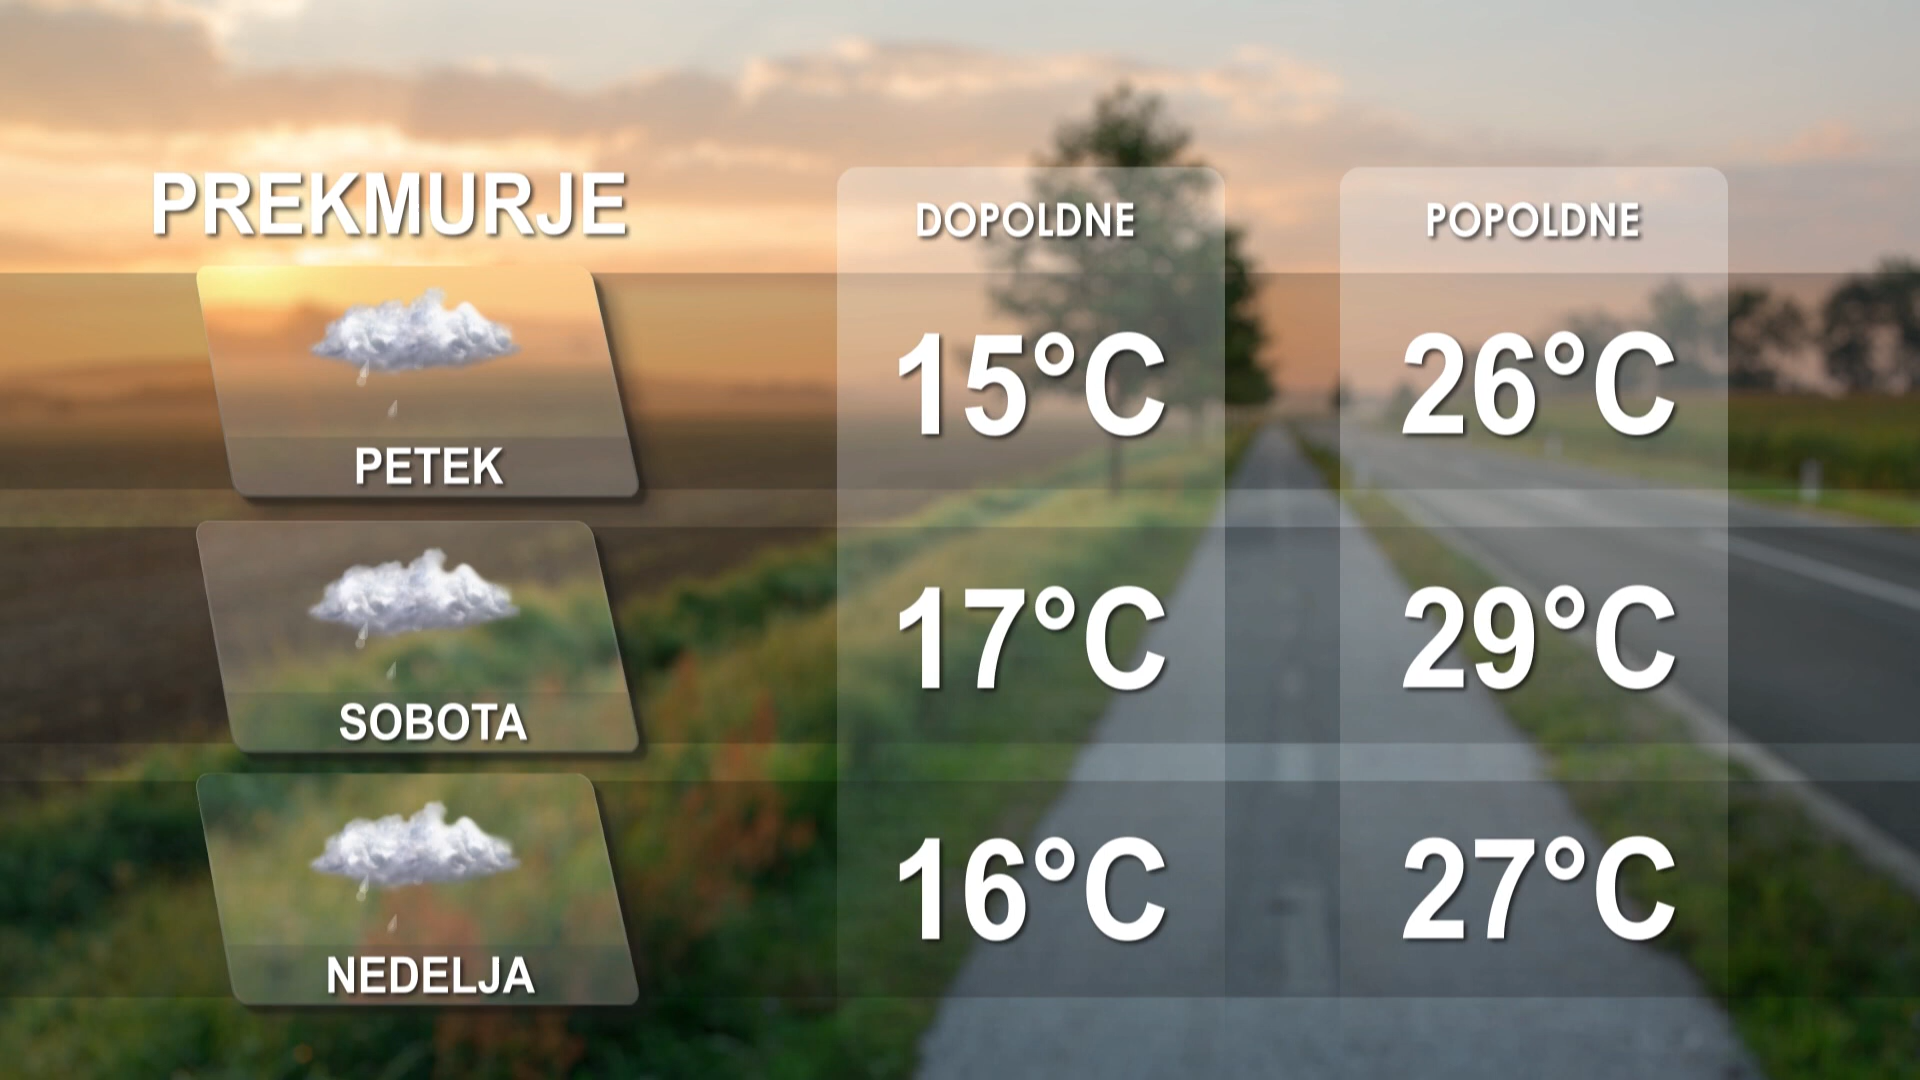 PREKMURJE
DOPOLDNE
POPOLDNE
PETEK
15°C
26°C
SOBOTA
17°C
29°C
NEDELJA
16°C
27°C